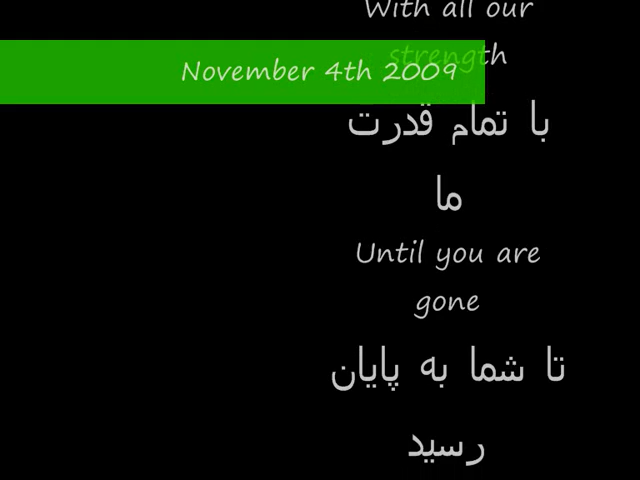 With all our
strength
November 4th 2009
با تمام قدرت
ما
Until you are
gone
تا شما به پایان
رسید